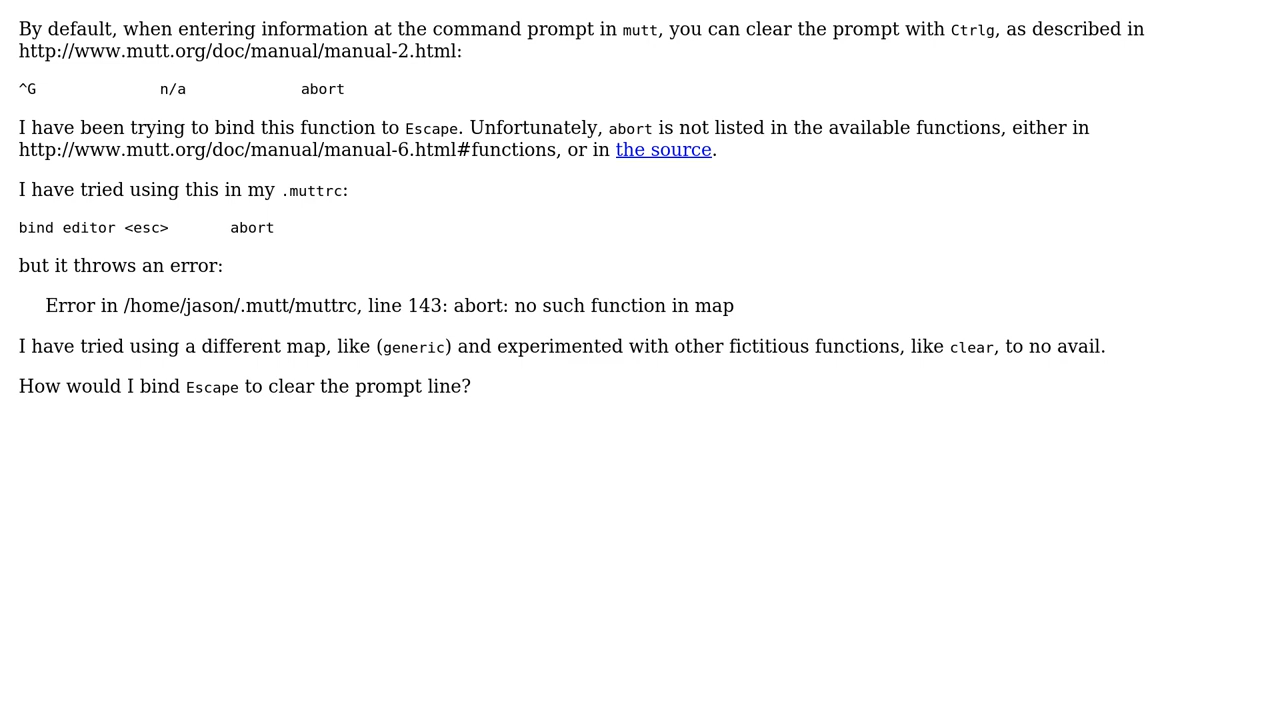 By default, when entering information at the command prompt in mutt, you can clear the prompt with Ctrlg, as described in
http://www.mutt.org/doc/manual/manual-2.html:
^G              n/a             abort
I have been trying to bind this function to Escape. Unfortunately, abort is not listed in the available functions, either in
http://www.mutt.org/doc/manual/manual-6.html#functions, or in the source.
I have tried using this in my .muttrc:
bind editor <esc>       abort
but it throws an error:
Error in /home/jason/.mutt/muttrc, line 143: abort: no such function in map
I have tried using a different map, like (generic) and experimented with other fictitious functions, like clear, to no avail.
How would I bind Escape to clear the prompt line?